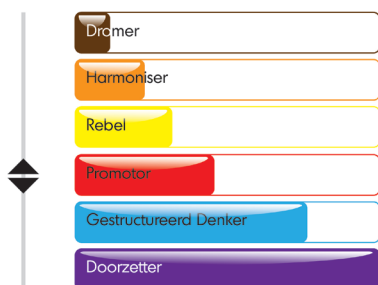 Dromer
Harmoniser
Rebel
Promotor
Gestructureerd Denker
Doorzetter